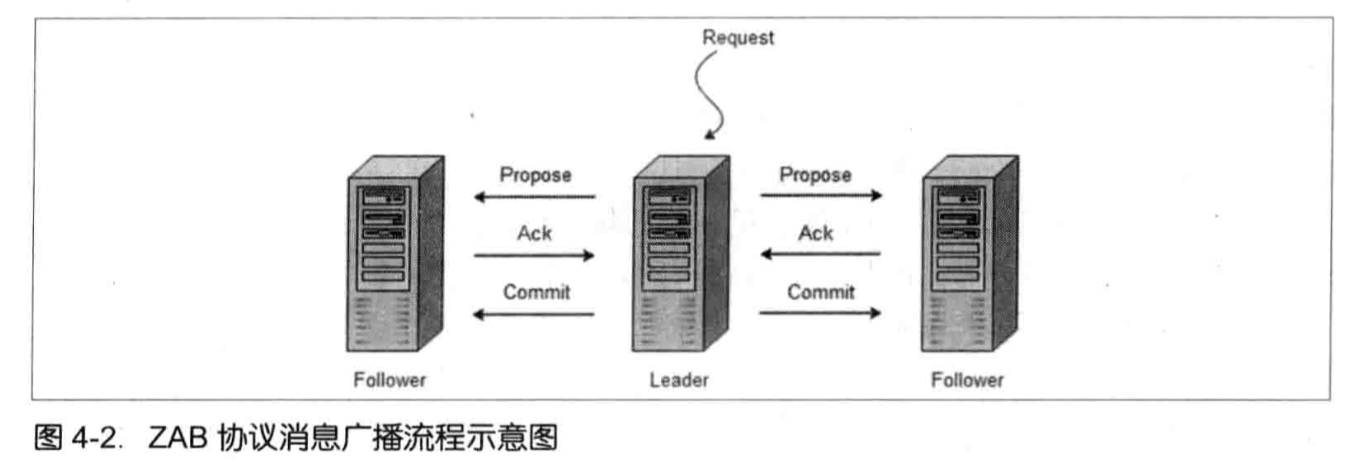 Request
Propose Propose
Ack Ack
Commit Commit
Follower Leader Follower
图 4-2. ZAB 协议消息广播流程示意图